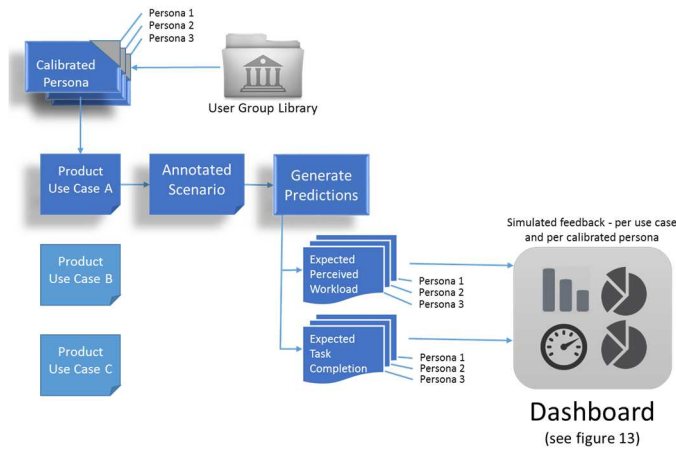 Persona 1
Persona 2
Persona 3
Calibrated
Persona
User Group Library
Product
Use Case A
Annotated
Scenario
Generate
Predictions
Simulated feedback - per use case
and per calibrated persona
Product
Use Case B
Expected
Perceived
Workload
Persona 1
Persona 2
Persona 3
Product
Use Case C
Expected
Task
Completion
Persona 1
Persona 2
Persona 3
Dashboard
(see figure 13)